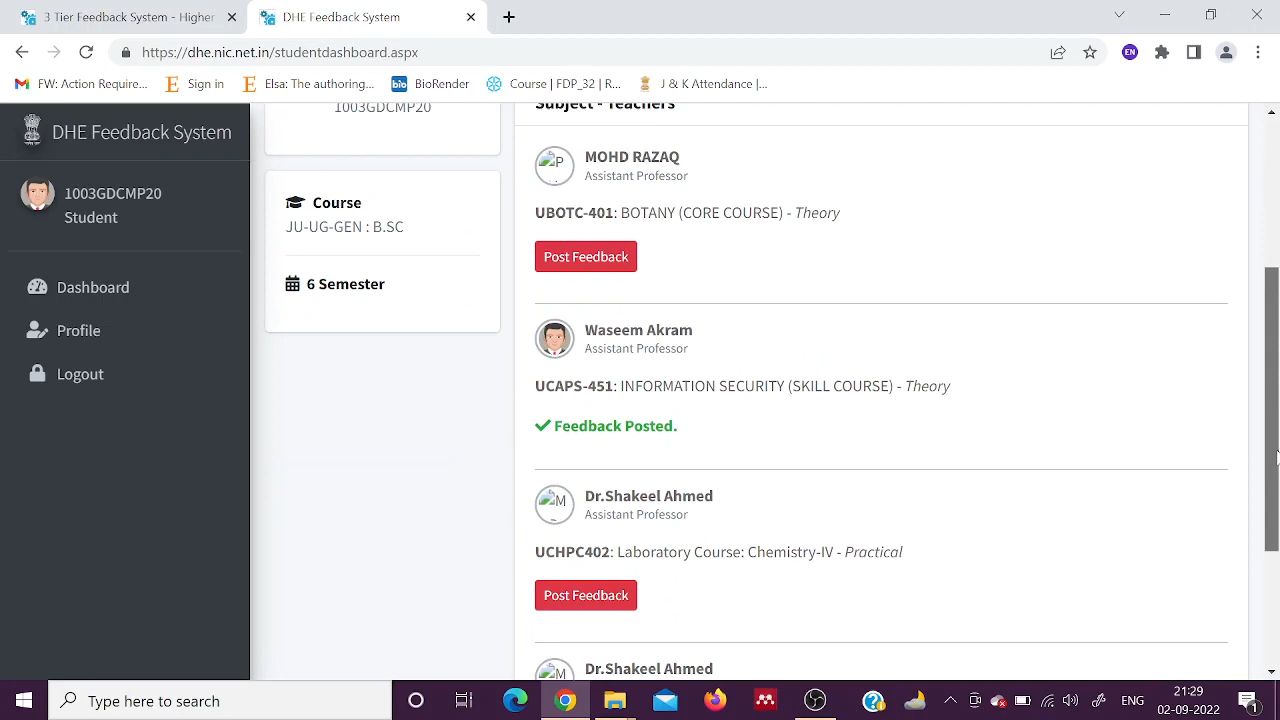 3 Tier Feedback System - Higher
DHE Feedback System
https://dhe.nic.net.in/studentdashboard.aspx
EN
FW: Action Require...
Sign in
Elsa: The authoring...
bio BioRender
Course | FDP_32 | R...
J & K Attendance |...
DHE Feedback System
1003GDCMP20
Student
Dashboard
Profile
Logout
1003GDCMP20
Course
JU-UG-GEN : B.SC
6 Semester
Subject - Teachers
P
MOHD RAZAQ
Assistant Professor
UBOTC-401: BOTANY (CORE COURSE) - Theory
Post Feedback
Waseem Akram
Assistant Professor
UCAPS-451: INFORMATION SECURITY (SKILL COURSE) - Theory
Feedback Posted.
M
Dr.Shakeel Ahmed
Assistant Professor
UCHPC402: Laboratory Course: Chemistry-IV - Practical
Post Feedback
M
Dr.Shakeel Ahmed
Type here to search
ENG
21:29
02-09-2022
1